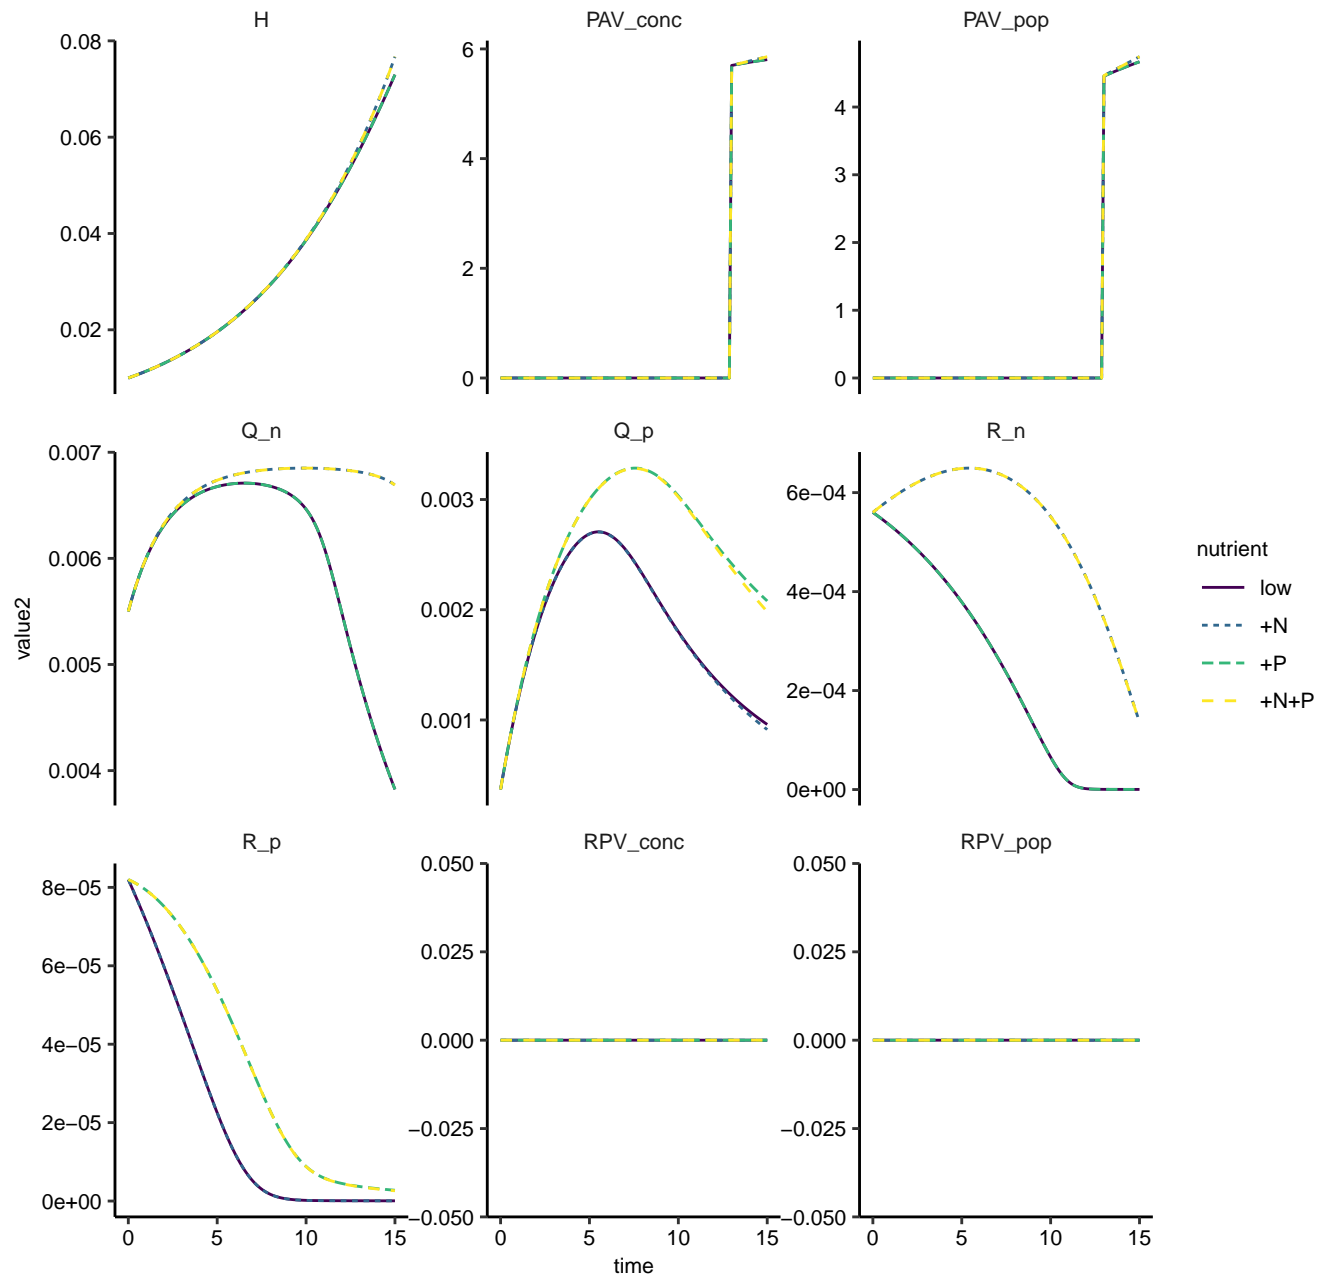 H
PAV_conc
PAV_pop
0.08
0.06
0.04
0.02
6
4
2
0
4
3
2
1
0
Q_n
Q_p
R_n
0.007
0.006
0.005
0.004
0.003
0.002
0.001
6e−04
4e−04
2e−04
0e+00
R_p
RPV_conc
RPV_pop
8e−05
6e−05
4e−05
2e−05
0e+00
0.050
0.025
0.000
−0.025
−0.050
0.050
0.025
0.000
−0.025
−0.050
0 5 10 15
0 5 10 15
0 5 10 15
time
value2
nutrient
low
+N
+P
+N+P